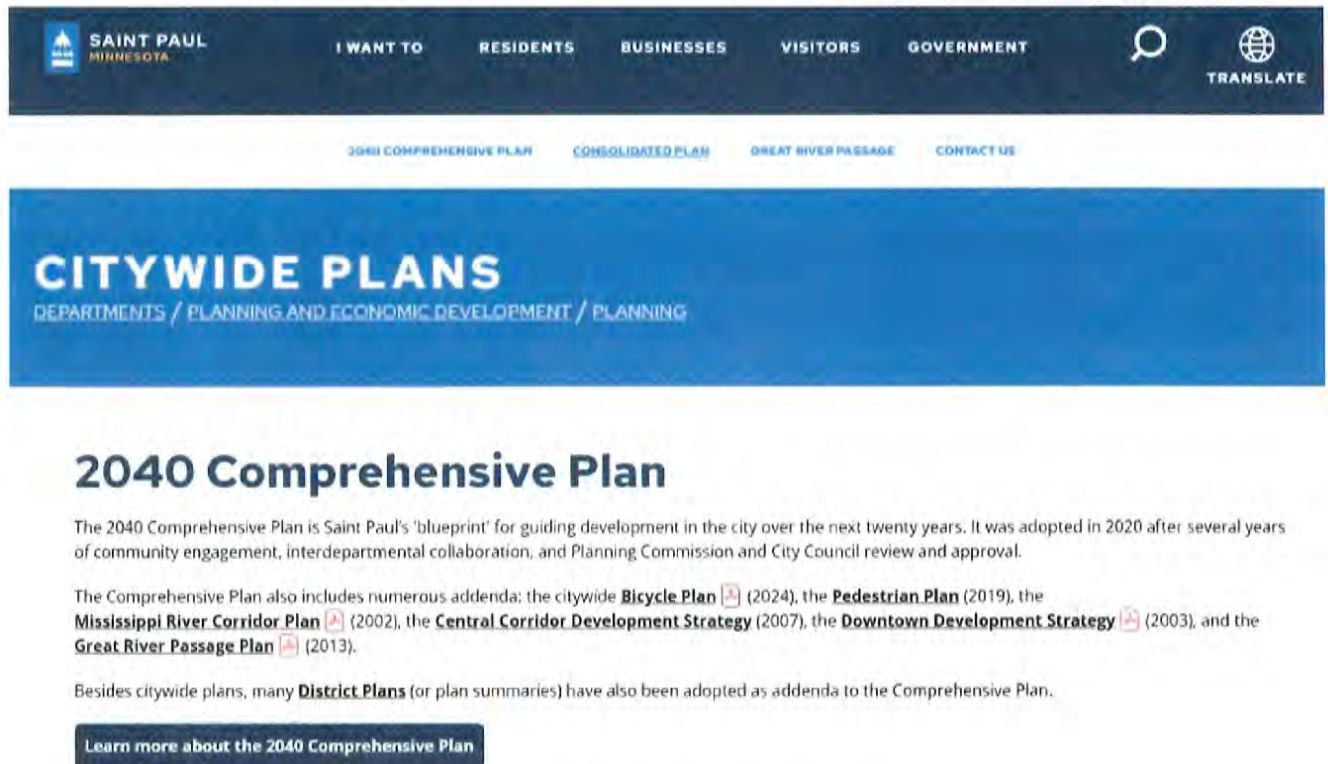 SAINT PAUL
MINNESOTA
I WANT TO
RESIDENTS
BUSINESSES
VISITORS
GOVERNMENT
TRANSLATE
2040 COMPREHENSIVE PLAN
CONSOLIDATED PLAN
GREAT RIVER PASSAGE
CONTACT US
CITYWIDE PLANS
DEPARTMENTS / PLANNING AND ECONOMIC DEVELOPMENT / PLANNING
2040 Comprehensive Plan
The 2040 Comprehensive Plan is Saint Paul's 'blueprint' for guiding development in the city over the next twenty years. It was adopted in 2020 after several years
of community engagement, interdepartmental collaboration, and Planning Commission and City Council review and approval.
The Comprehensive Plan also includes numerous addenda: the citywide Bicycle Plan (2024), the Pedestrian Plan (2019), the
Mississippi River Corridor Plan (2002), the Central Corridor Development Strategy (2007), the Downtown Development Strategy (2003), and the
Great River Passage Plan (2013).
Besides citywide plans, many District Plans (or plan summaries) have also been adopted as addenda to the Comprehensive Plan.
Learn more about the 2040 Comprehensive Plan